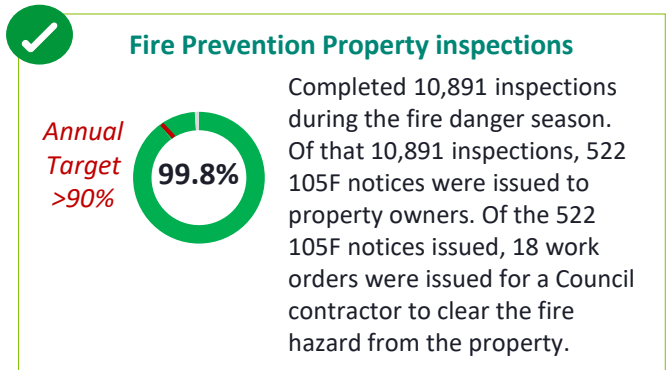 Fire Prevention Property inspections
Annual
Target
>90%
99.8%
Completed 10,891 inspections
during the fire danger season.
Of that 10,891 inspections, 522
105F notices were issued to
property owners. Of the 522
105F notices issued, 18 work
orders were issued for a Council
contractor to clear the fire
hazard from the property.